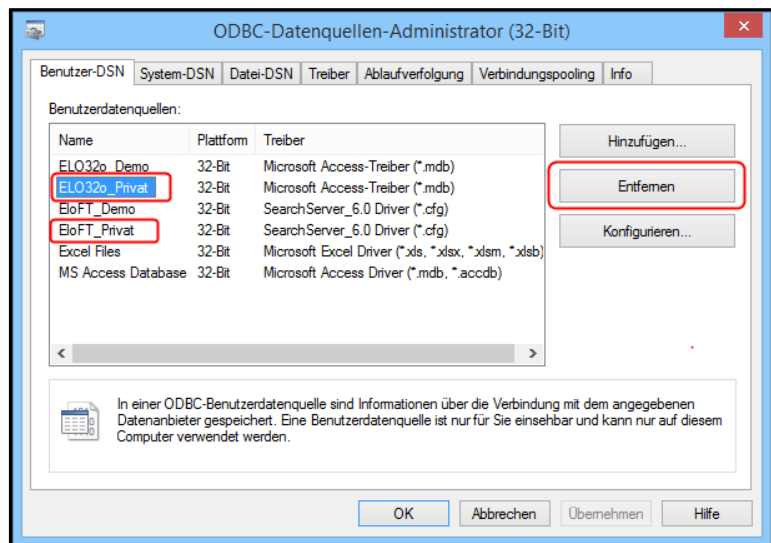 ODBC-Datenquellen-Administrator (32-Bit)
Benutzer-DSN System-DSN Datei-DSN Treiber Ablaufverfolgung Verbindungspooling Info
Benutzerdatenquellen:
Name Plattform Treiber
ELO32o_Demo 32-Bit Microsoft Access-Treiber (*.mdb)
ELO32o_Privat 32-Bit Microsoft Access-Treiber (*.mdb)
EloFT_Demo 32-Bit SearchServer_6.0 Driver (*.cfg)
EloFT_Privat 32-Bit SearchServer_6.0 Driver (*.cfg)
Excel Files 32-Bit Microsoft Excel Driver (*.xls, *.xlsx, *.xlsm, *.xlsb)
MS Access Database 32-Bit Microsoft Access Driver (*.mdb, *.accdb)
Hinzufügen...
Entfernen
Konfigurieren...
In einer ODBC-Benutzerdatenquelle sind Informationen über die Verbindung mit dem angegebenen
Datenanbieter gespeichert. Eine Benutzerdatenquelle ist nur für Sie einsehbar und kann nur auf diesem
Computer verwendet werden.
OK Abbrechen Übernehmen Hilfe